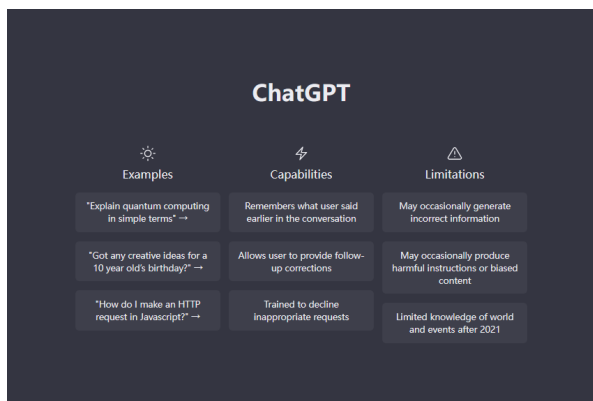 ChatGPT
Examples
"Explain quantum computing
in simple terms" →
"Got any creative ideas for a
10 year old's birthday?" →
"How do I make an HTTP
request in Javascript?" →
Capabilities
Remembers what user said
earlier in the conversation
Allows user to provide follow-
up corrections
Trained to decline
inappropriate requests
Limitations
May occasionally generate
incorrect information
May occasionally produce
harmful instructions or biased
content
Limited knowledge of world
and events after 2021